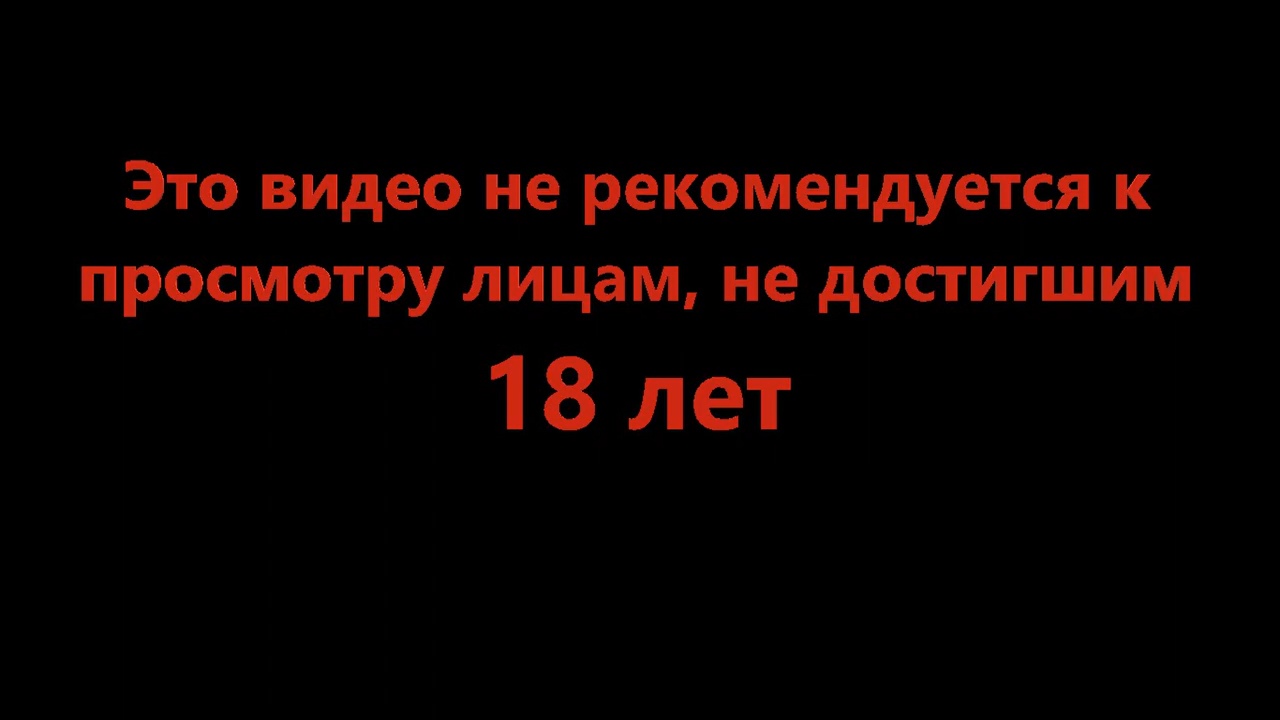 Это видео не рекомендуется к
просмотру лицам, не достигшим
18 лет